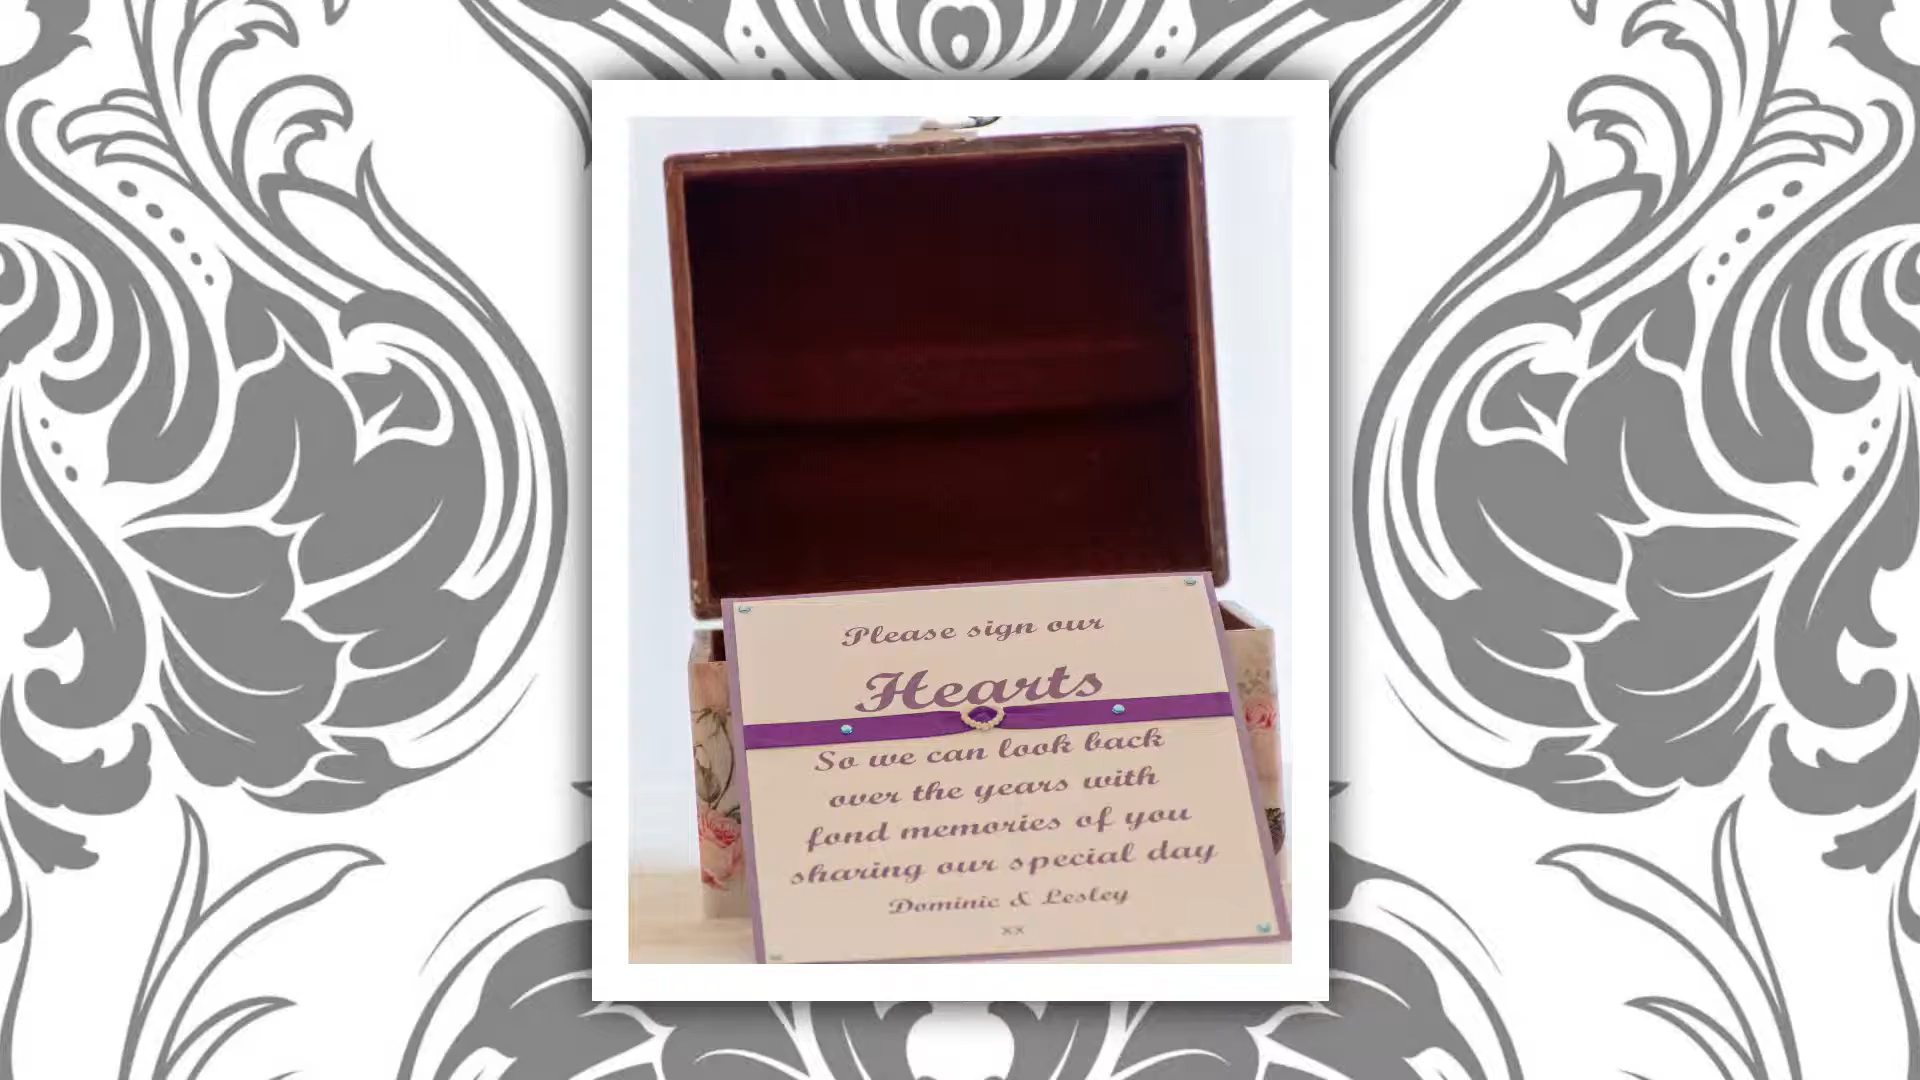 Please sign our
Hearts
So we can look back
over the years with
fond memories of you
sharing our special day
Dominic & Lesley
xx